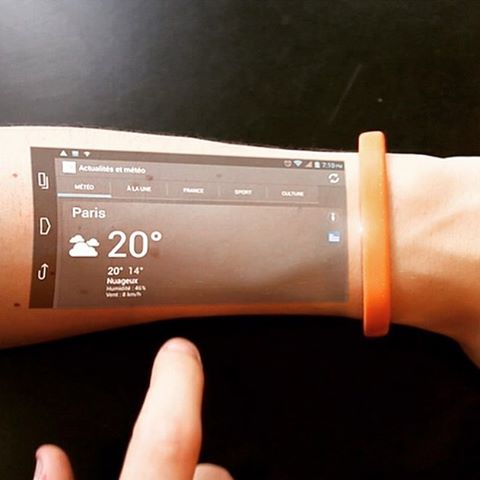 7:10 PM
Actualités et météo
MÉTÉO À LA UNE FRANCE SPORT CULTURE
Paris
20°
20° 14°
Nuageux
Humidité : 46%
Vent : 8 km/h